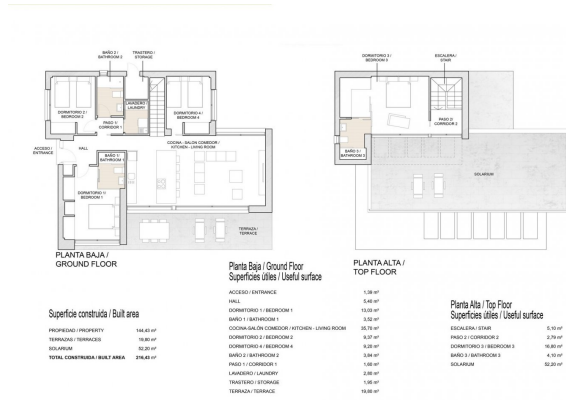 BAÑO 2 /
BATHROOM 2
TRASTERO /
STORAGE
DORMITORIO 2 /
BEDROOM 2
LAVADERO /
LAUNDRY
DORMITORIO 4 /
BEDROOM 4
PASO 1/
CORRIDOR 1
ACCESO /
ENTRANCE
HALL
COCINA - SALON COMEDOR /
KITCHEN - LIVING ROOM
BAÑO 1/
BATHROOM 1
DORMITORIO 1/
BEDROOM 1
TERRAZA /
TERRACE
PLANTA BAJA /
GROUND FLOOR
DORMITORIO 3 /
BEDROOM 3
ESCALERA /
STAIR
PASO 2/
CORRIDOR 2
BAÑO 3 /
BATHROOM 3
SOLARIUM
PLANTA ALTA /
TOP FLOOR
Superficie construida / Built area
PROPIEDAD / PROPERTY 144,43 m²
TERRAZAS / TERRACES 19,80 m²
SOLARIUM 52,20 m²
TOTAL CONSTRUIDA / BUILT AREA 216,43 m²
Planta Baja / Ground Floor
Superficies útiles / Useful surface
ACCESO / ENTRANCE 1,39 m²
HALL 5,40 m²
DORMITORIO 1 / BEDROOM 1 13,03 m²
BAÑO 1 / BATHROOM 1 3,52 m²
COCINA-SALÓN COMEDOR / KITCHEN - LIVING ROOM 35,70 m²
DORMITORIO 2 / BEDROOM 2 9,37 m²
DORMITORIO 4 / BEDROOM 4 9,20 m²
BAÑO 2 / BATHROOM 2 3,84 m²
PASO 1 / CORRIDOR 1 1,60 m²
LAVADERO / LAUNDRY 2,80 m²
TRASTERO / STORAGE 1,95 m²
TERRAZA / TERRACE 19,80 m²
Planta Alta / Top Floor
Superficies útiles / Useful surface
ESCALERA / STAIR 5,10 m²
PASO 2 / CORRIDOR 2 2,79 m²
DORMITORIO 3 / BEDROOM 3 16,80 m²
BAÑO 3 / BATHROOM 3 4,10 m²
SOLARIUM 52,20 m²